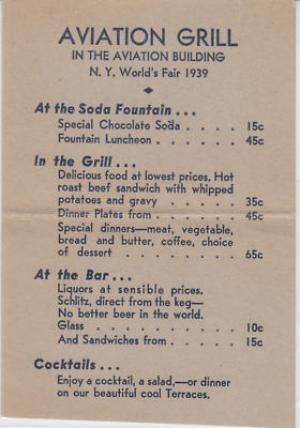 AVIATION GRILL
IN THE AVIATION BUILDING
N. Y. World's Fair 1939
At the Soda Fountain . . .
Special Chocolate Soda . . . . . 15c
Fountain Luncheon . . . . . 45c
In the Grill . . .
Delicious food at lowest prices. Hot
roast beef sandwich with whipped
potatoes and gravy . . . . . 35c
Dinner Plates from . . . . . 45c
Special dinners—meat, vegetable,
bread and butter, coffee, choice
of dessert . . . . . . . 65c
At the Bar . . .
Liquors at sensible prices.
Schlitz, direct from the keg—
No better beer in the world.
Glass . . . . . . . . 10c
And Sandwiches from . . . . 15c
Cocktails . . .
Enjoy a cocktail, a salad,—or dinner
on our beautiful cool Terraces.